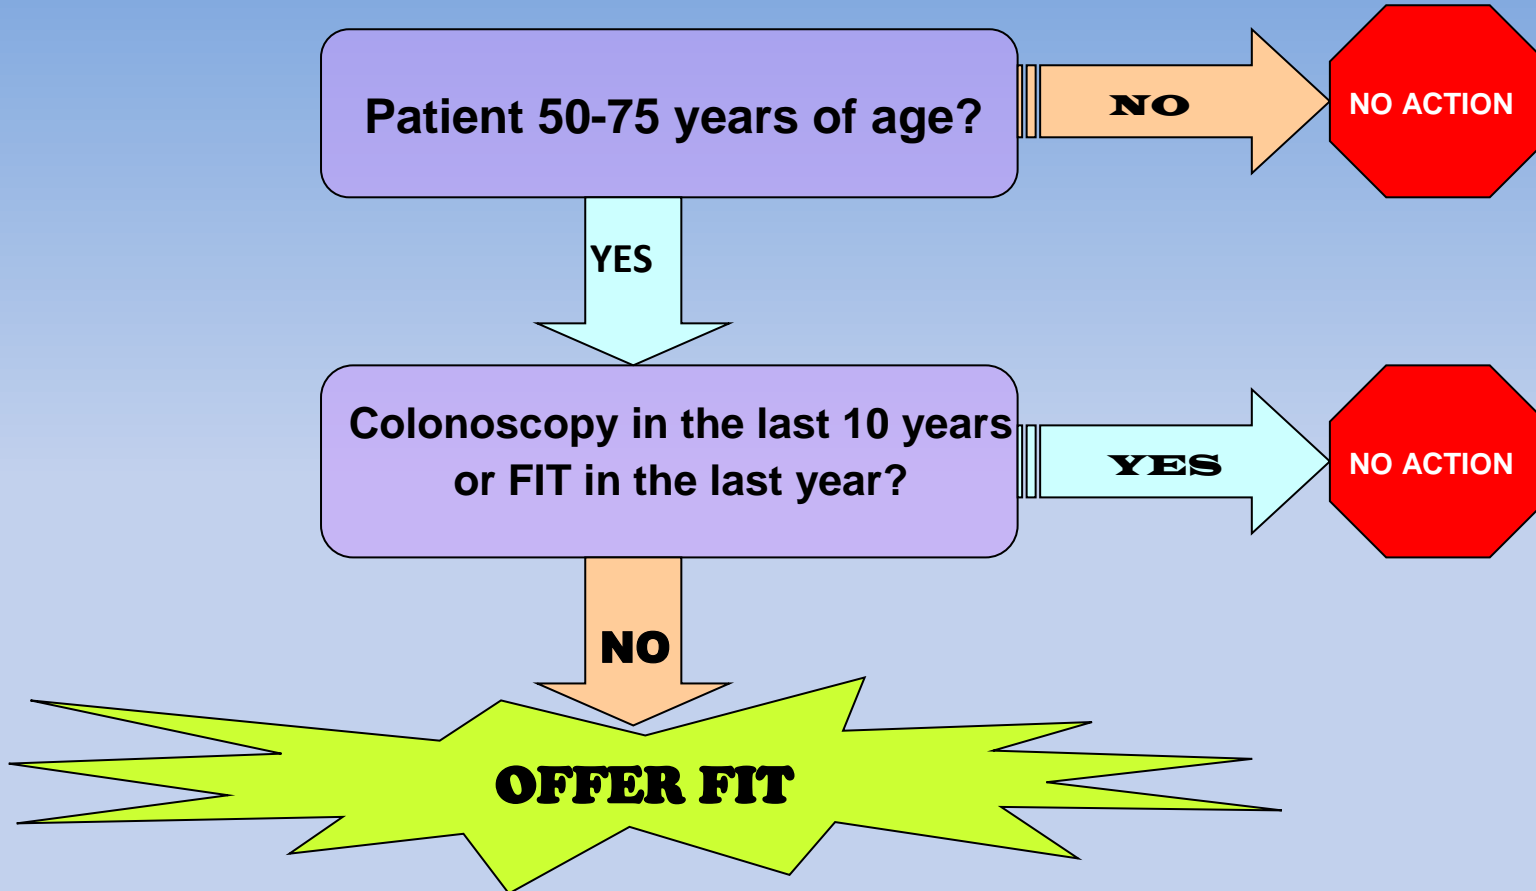 Patient 50-75 years of age?
NO
NO ACTION
YES
Colonoscopy in the last 10 years
or FIT in the last year?
YES
NO ACTION
NO
OFFER FIT